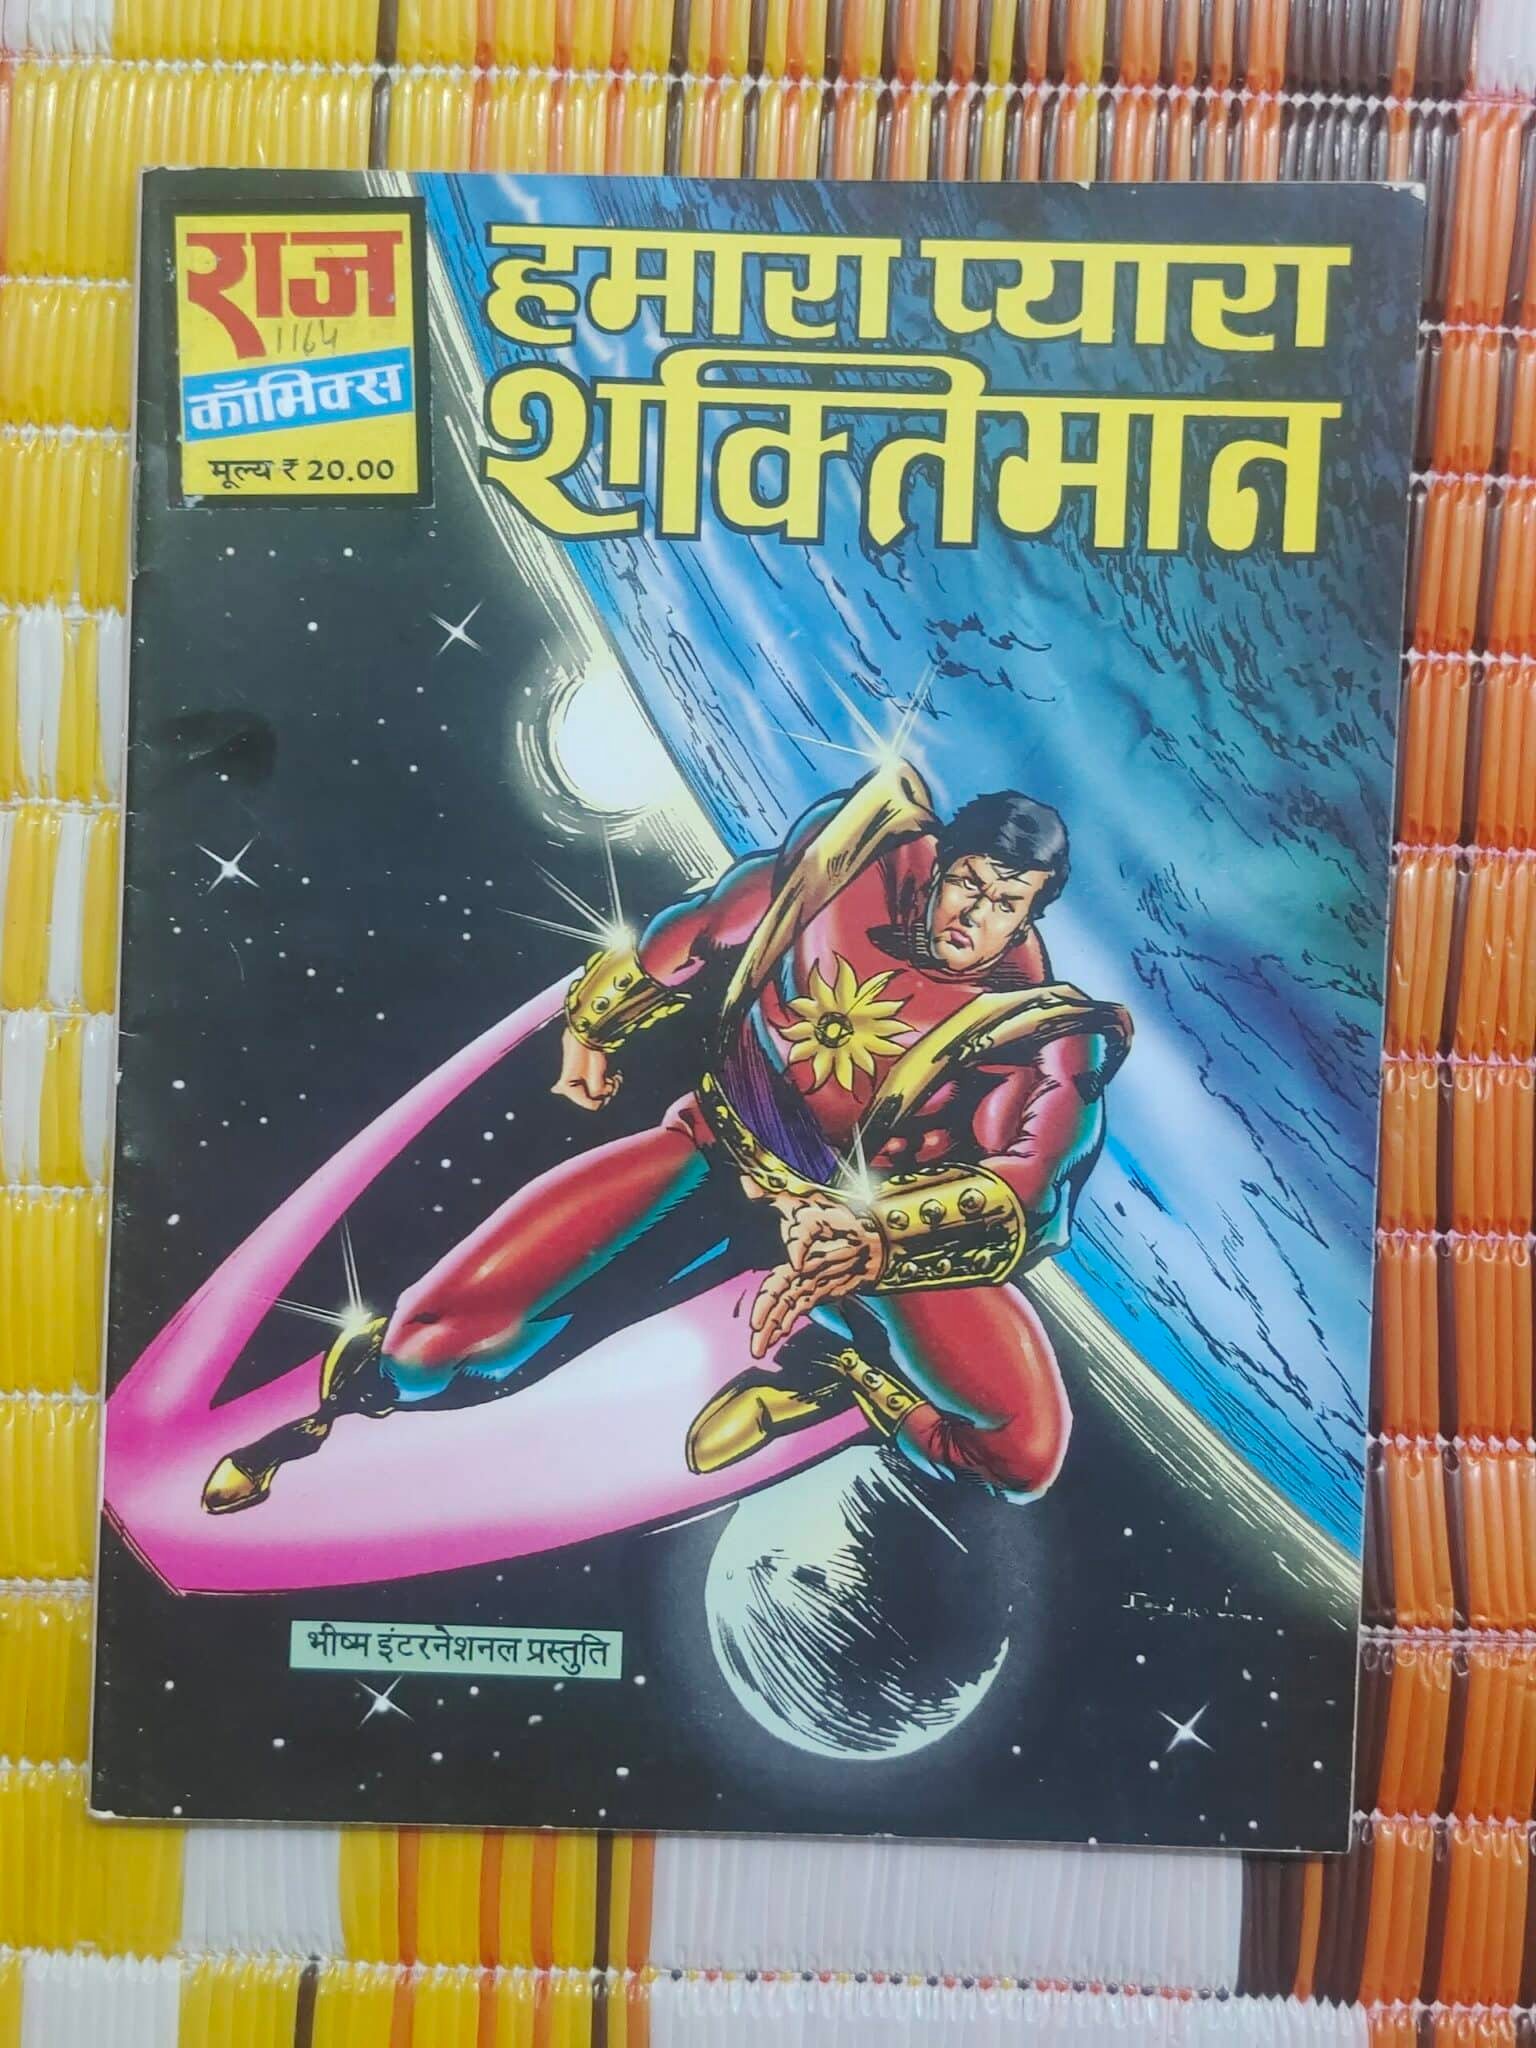 राज
1164
कॉमिक्स
मूल्य ₹ 20.00
हमारा प्यारा
शक्तिमान
भीष्म इंटरनेशनल प्रस्तुति